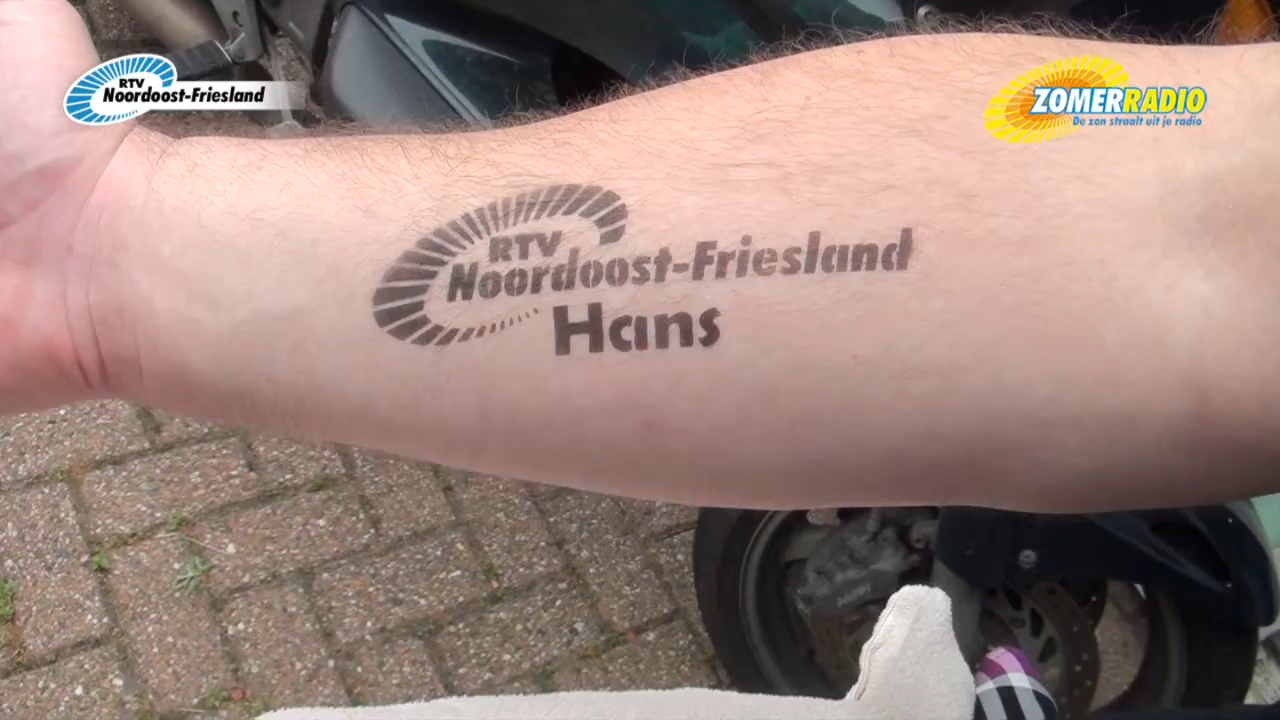 RTV
Noordoost-Friesland
ZOMERRADIO
De zon straalt uit je radio
RTV
Noordoost-Friesland
Hans